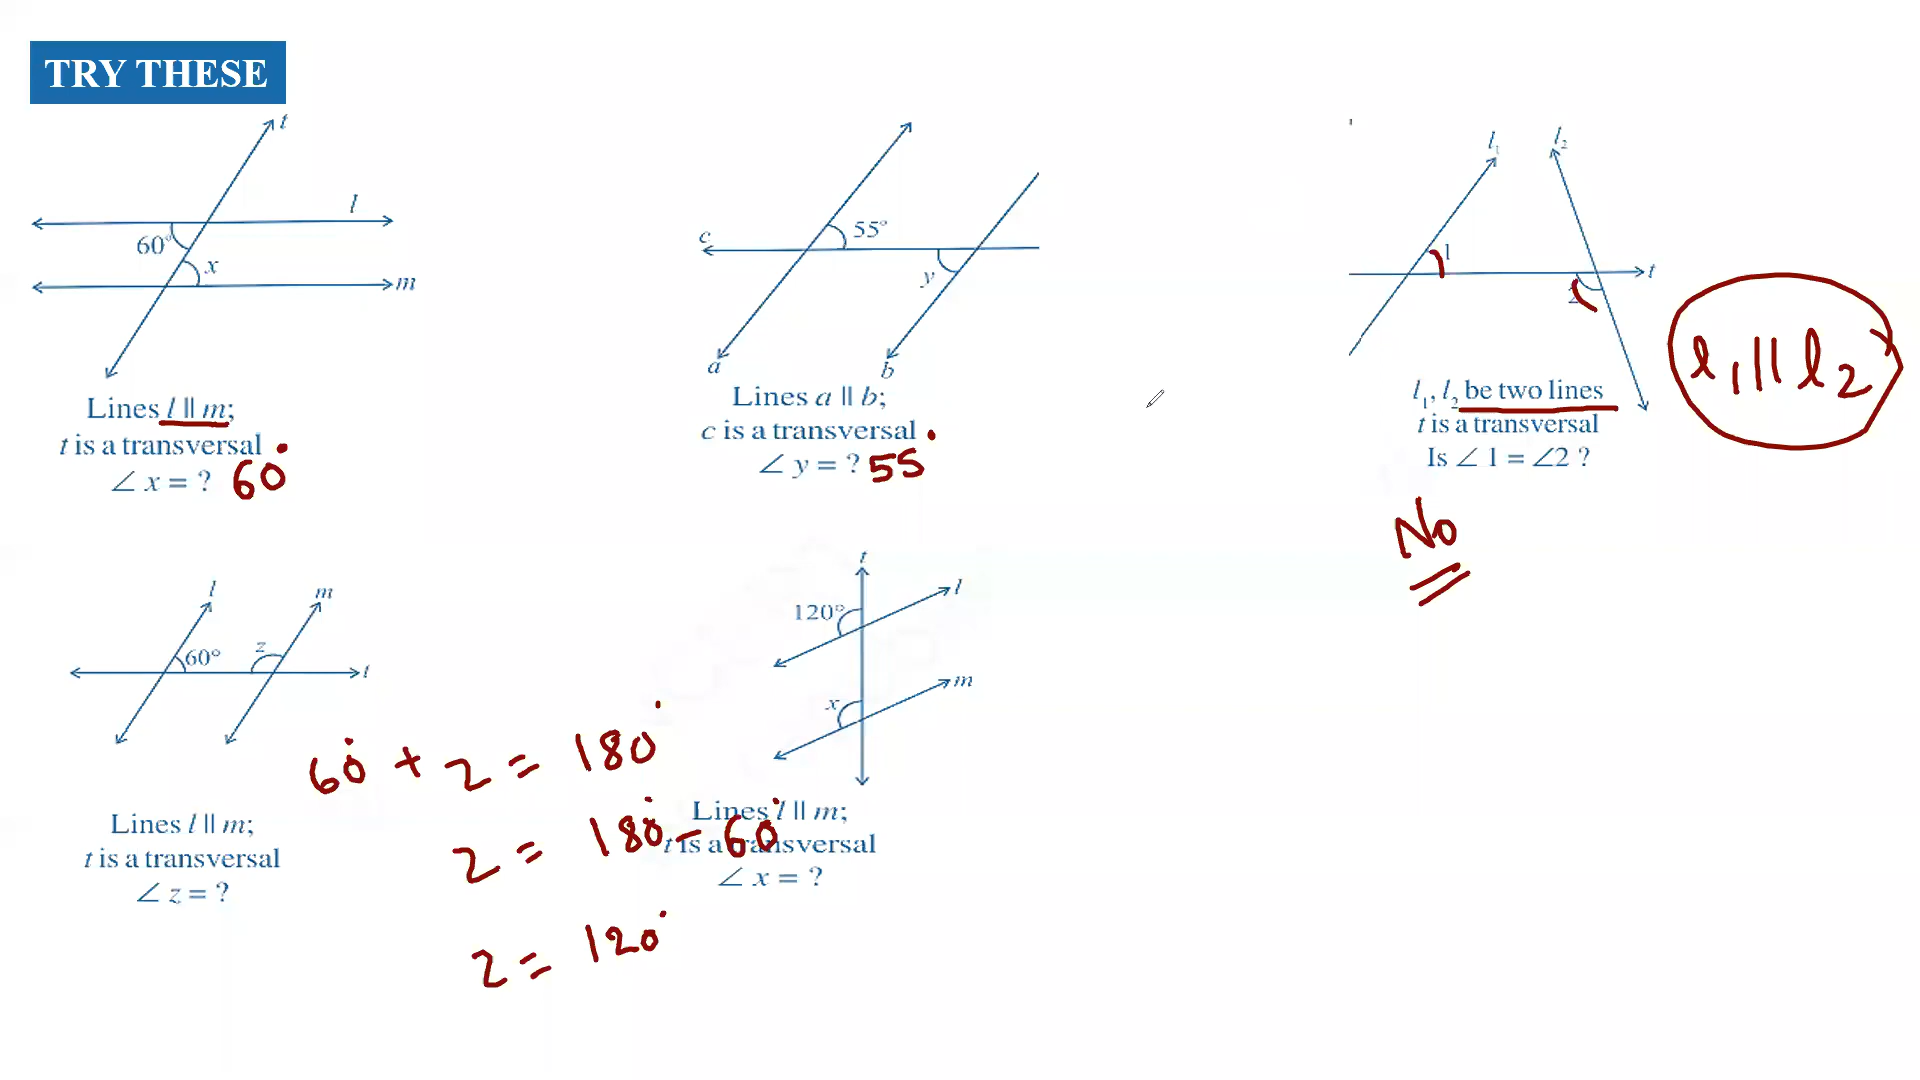 TRY THESE
t
l
60°
x
m
Lines l || m;
t is a transversal
∠ x = ? 60°
c
55°
y
a
b
Lines a || b;
c is a transversal
∠ y = ? 55°
l₁
l₂
1
t
2
l₁, l₂ be two lines
t is a transversal
Is ∠ 1 = ∠2 ?
l₁ || l₂
No
l
m
60°
z
t
Lines l || m;
t is a transversal
∠ z = ?
60° + z = 180°
z = 180° - 60°
z = 120°
t
120°
l
x
m
Lines l || m;
t is a transversal
∠ x = ?